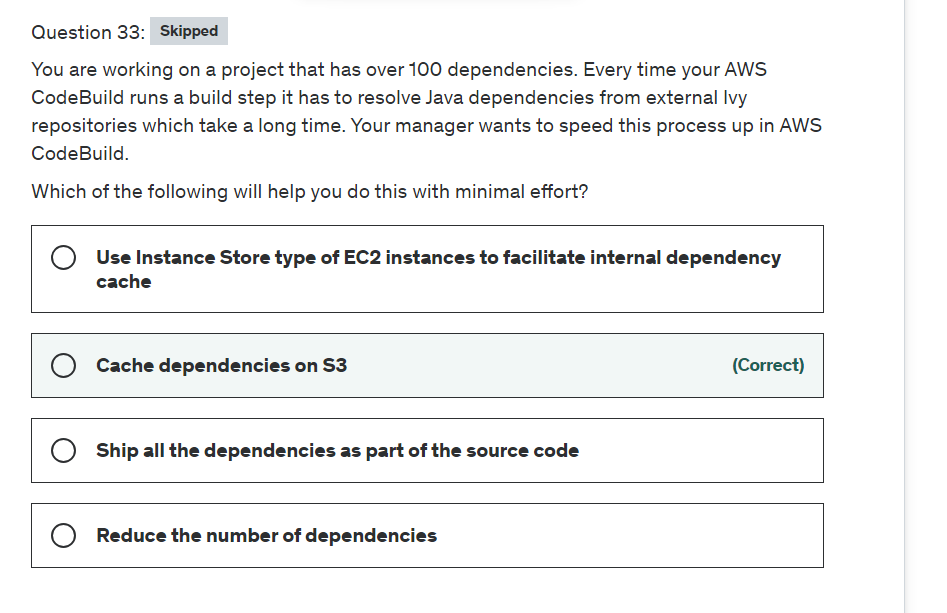 Question 33: Skipped
You are working on a project that has over 100 dependencies. Every time your AWS
CodeBuild runs a build step it has to resolve Java dependencies from external Ivy
repositories which take a long time. Your manager wants to speed this process up in AWS
CodeBuild.
Which of the following will help you do this with minimal effort?
Use Instance Store type of EC2 instances to facilitate internal dependency
cache
Cache dependencies on S3 (Correct)
Ship all the dependencies as part of the source code
Reduce the number of dependencies